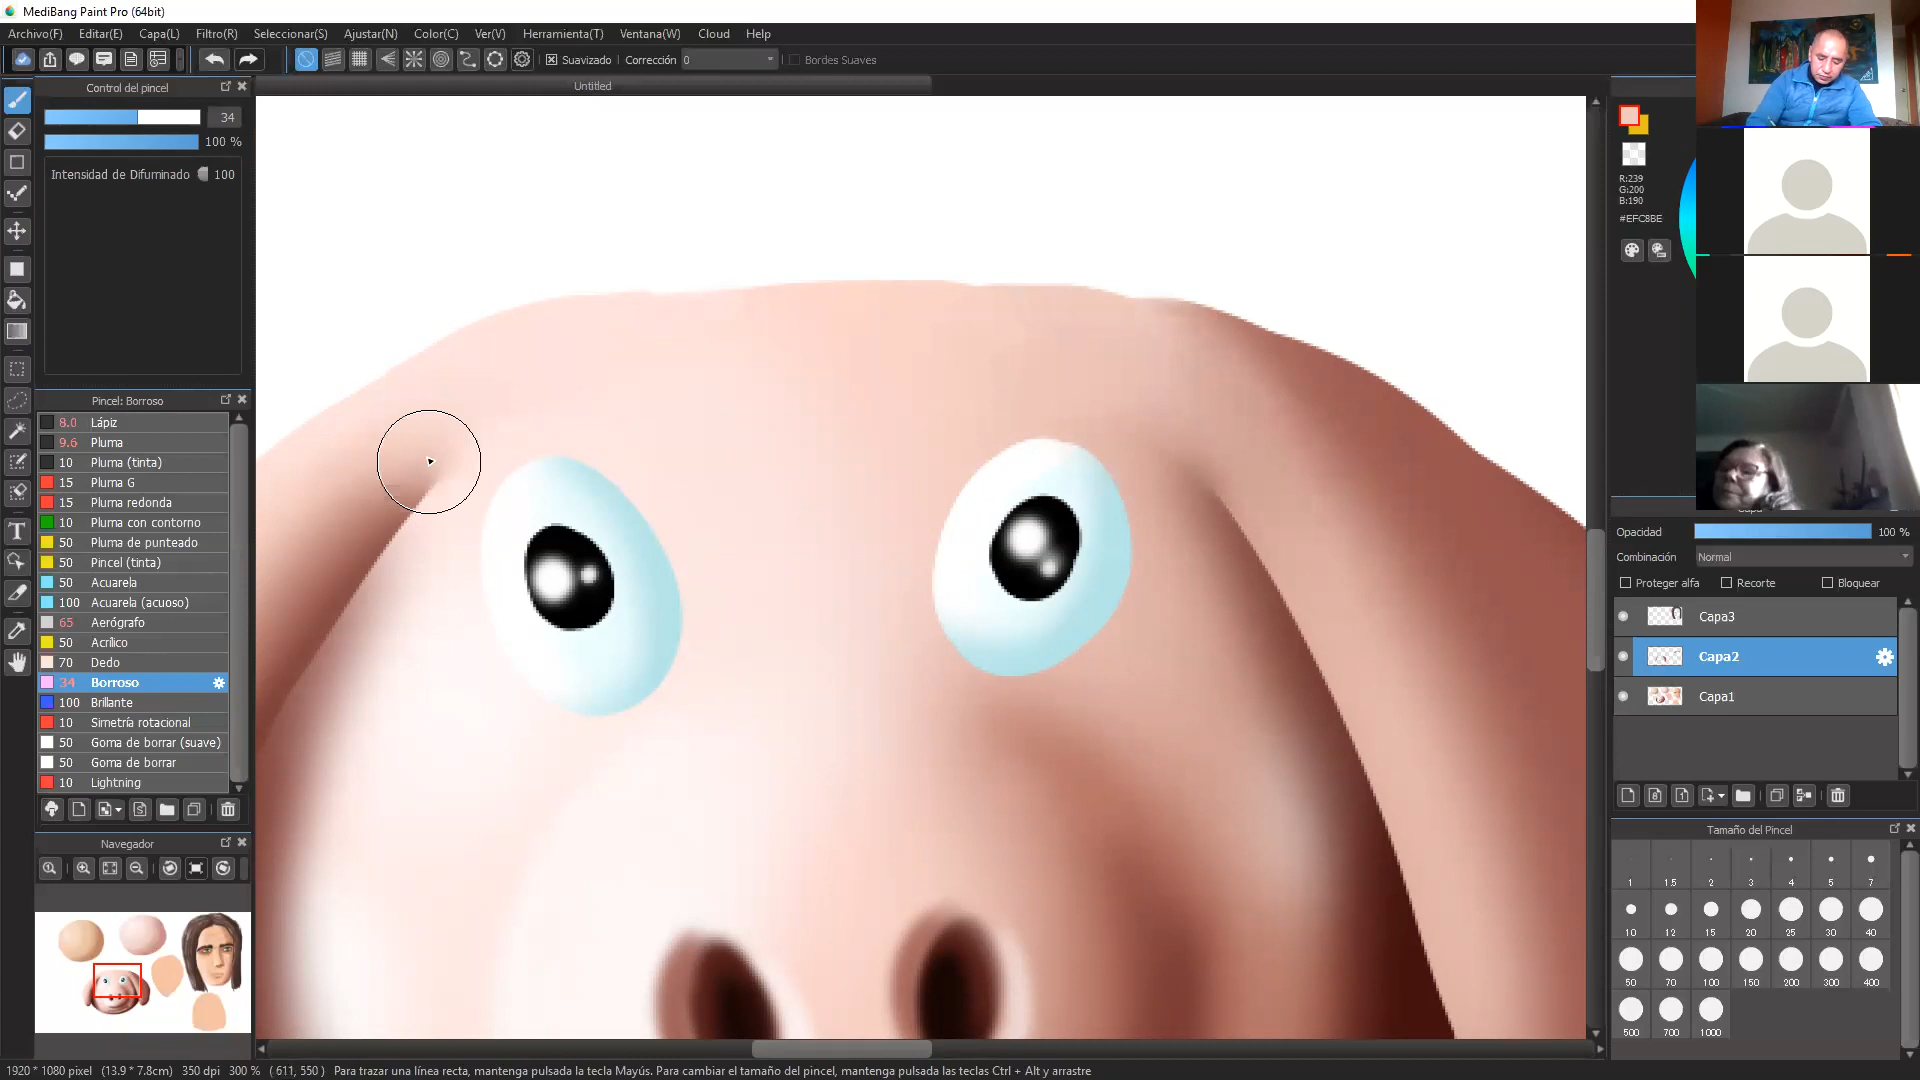 MediBang Paint Pro (64bit)
Archivo(F) Editar(E) Capa(L) Filtro(R) Seleccionar(S) Ajustar(N) Color(C) Ver(V) Herramienta(T) Ventana(W) Cloud Help
Suavizado Corrección 0 Bordes Suaves
Control del pincel
Untitled
34
100 %
Intensidad de Difuminado 100
R:239
G:200
B:190
#EFC8BE
Pincel: Borroso
8.0 Lápiz
9.6 Pluma
10 Pluma (tinta)
15 Pluma G
15 Pluma redonda
10 Pluma con contorno
50 Pluma de punteado
50 Pincel (tinta)
50 Acuarela
100 Acuarela (acuoso)
65 Aerógrafo
50 Acrílico
70 Dedo
34 Borroso
100 Brillante
10 Simetría rotacional
50 Goma de borrar (suave)
50 Goma de borrar
10 Lightning
Navegador
Opacidad 100 %
Combinación Normal
Proteger alfa Recorte Bloquear
Capa3
Capa2
Capa1
Tamaño del Pincel
1 1.5 2 3 4 5 7
10 12 15 20 25 30 40
50 70 100 150 200 300 400
500 700 1000
1920 * 1080 pixel (13.9 * 7.8cm) 350 dpi 300 % ( 611, 550 ) Para trazar una línea recta, mantenga pulsada la tecla Mayús. Para cambiar el tamaño del pincel, mantenga pulsada las teclas Ctrl + Alt y arrastre